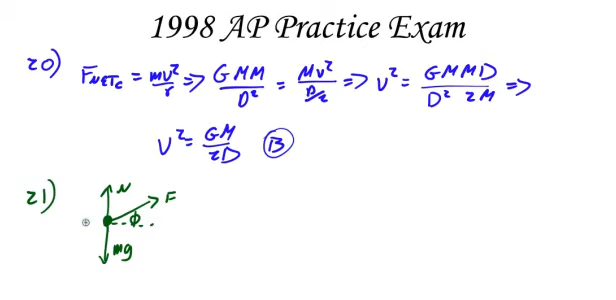 1998 AP Practice Exam
20) FNETc = mv²/r => GMM/D² = Mv²/D/2 => v² = GMMD/D² 2M =>
v² = GM/2D B
21) N F
ϕ
mg